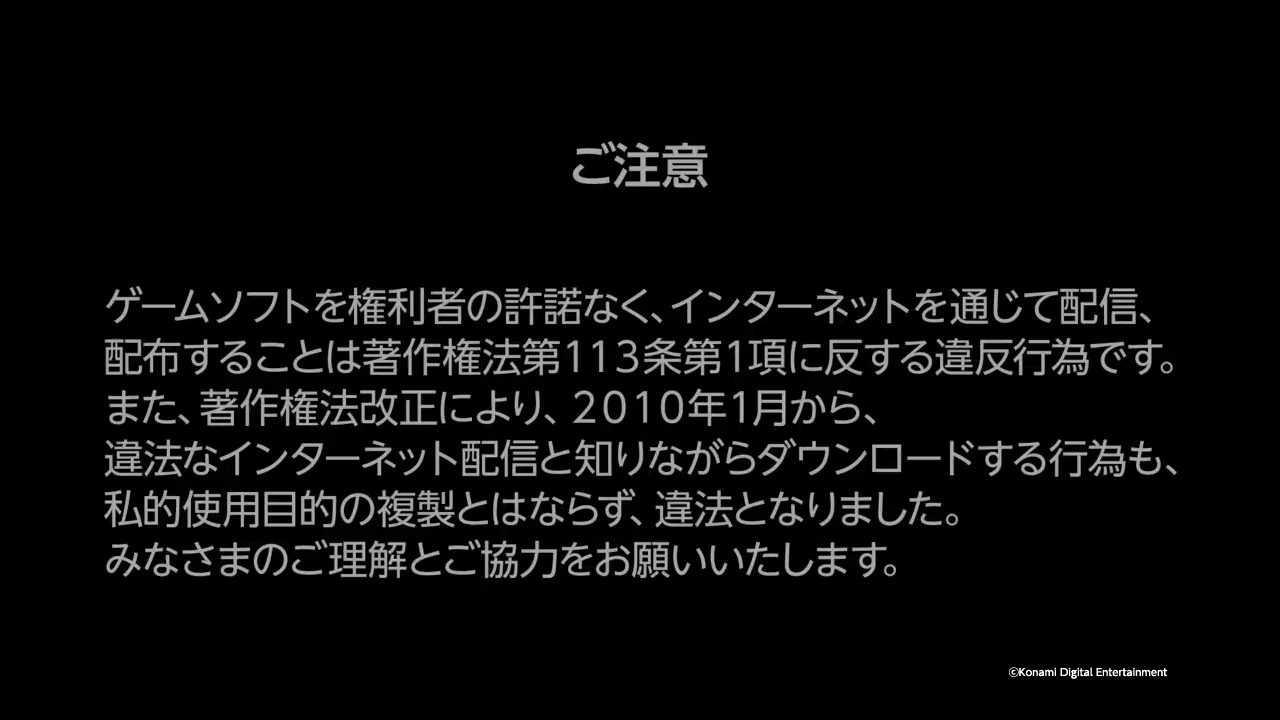 ご注意
ゲームソフトを権利者の許諾なく、インターネットを通じて配信、
配布することは著作権法第113条第1項に反する違反行為です。
また、著作権法改正により、2010年1月から、
違法なインターネット配信と知りながらダウンロードする行為も、
私的使用目的の複製とはならず、違法となりました。
みなさまのご理解とご協力をお願いいたします。
©Konami Digital Entertainment